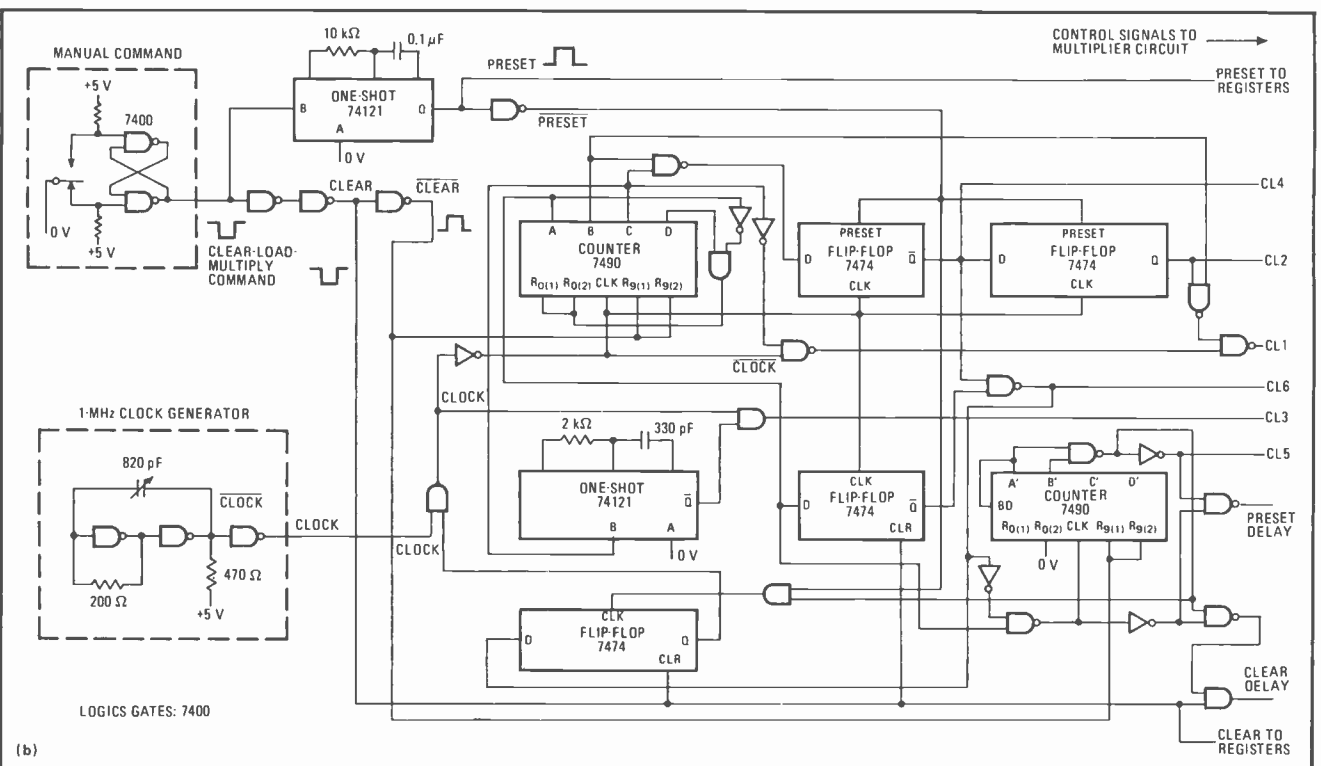 MANUAL COMMAND
+5 V
7400
0 V
+5 V
CLEAR-LOAD-
MULTIPLY
COMMAND
10 kΩ
0.1 µF
ONE-SHOT
74121
B
Q
A
0 V
PRESET
PRESET
CONTROL SIGNALS TO
MULTIPLIER CIRCUIT
PRESET TO
REGISTERS
CLEAR
CLEAR
A B C D
COUNTER
7490
R0(1) R0(2) CLK R9(1) R9(2)
PRESET
D FLIP-FLOP Q
7474
CLK
PRESET
D FLIP-FLOP Q
7474
CLK
CL4
CL2
CL1
CLOCK
CLOCK
CL6
CL3
CL5
1-MHz CLOCK GENERATOR
820 pF
CLOCK
CLOCK
200 Ω
470 Ω
+5 V
CLOCK
2 kΩ
330 pF
ONE-SHOT
74121
Q
B
A
0 V
CLK
D FLIP-FLOP Q
7474
CLR
A' B' C' D'
COUNTER
BD 7490
R0(1) R0(2) CLK R9(1) R9(2)
0 V
PRESET
DELAY
CLK
D FLIP-FLOP Q
7474
CLR
CLEAR
DELAY
CLEAR TO
REGISTERS
LOGICS GATES: 7400
(b)